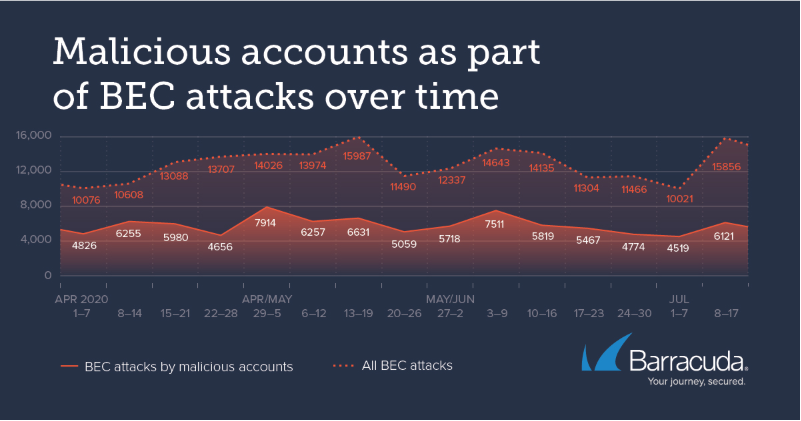 Malicious accounts as part
of BEC attacks over time
16,000
12,000
8,000
4,000
0
10076 10608 13088 13707 14026 13974 15987 11490 12337 14643 14135 11304 11466 10021 15856
4826 6255 5980 4656 7914 6257 6631 5059 5718 7511 5819 5467 4774 4519 6121
APR 2020 APR/MAY MAY/JUN JUL
1–7 8–14 15–21 22–28 29–5 6–12 13–19 20–26 27–2 3–9 10–16 17–23 24–30 1–7 8–17
BEC attacks by malicious accounts All BEC attacks
Barracuda®
Your journey, secured.